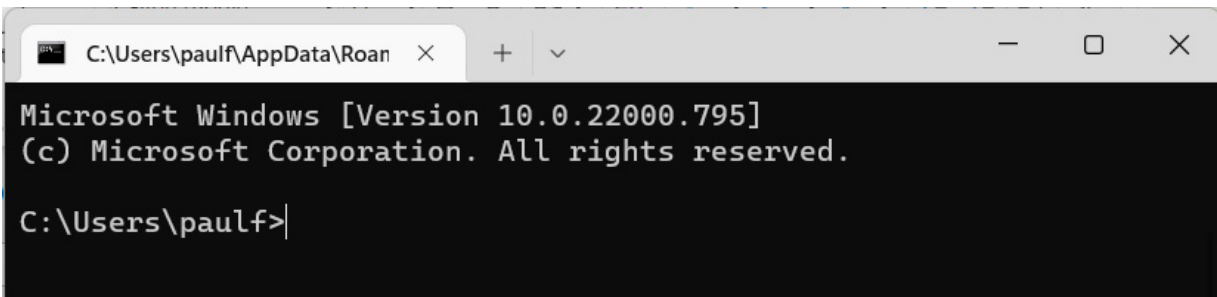 C:\Users\paulf\AppData\Roan
Microsoft Windows [Version 10.0.22000.795]
(c) Microsoft Corporation. All rights reserved.
C:\Users\paulf>